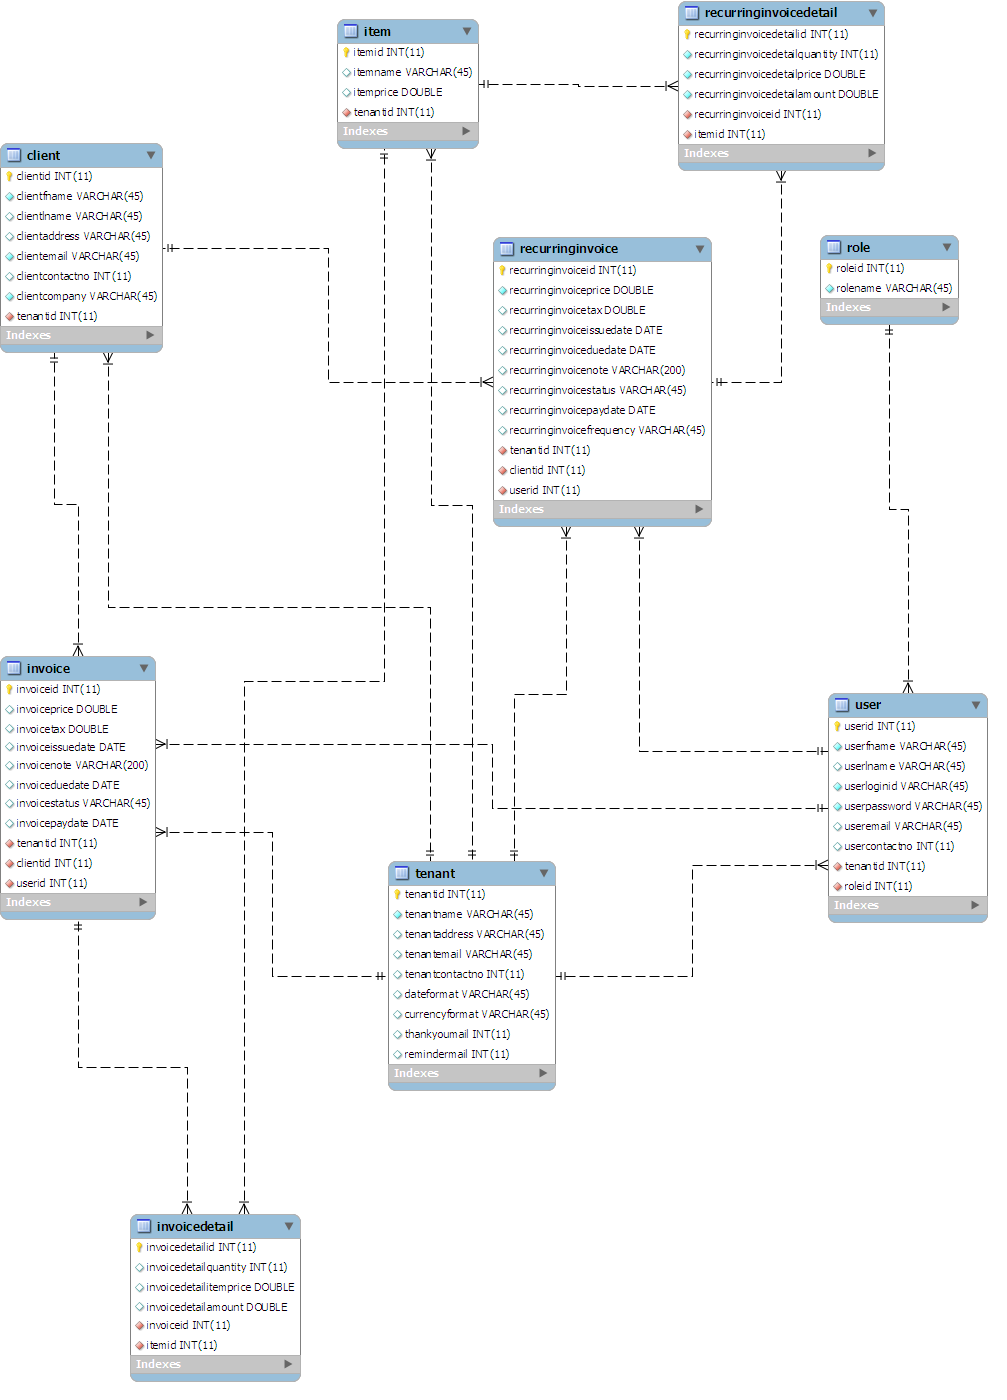 recurringinvoicedetail
recurringinvoicedetailid INT(11)
recurringinvoicedetailquantity INT(11)
recurringinvoicedetailprice DOUBLE
recurringinvoicedetailamount DOUBLE
recurringinvoiceid INT(11)
itemid INT(11)
Indexes
item
itemid INT(11)
itemname VARCHAR(45)
itemprice DOUBLE
tenantid INT(11)
Indexes
client
clientid INT(11)
clientfname VARCHAR(45)
clientlname VARCHAR(45)
clientaddress VARCHAR(45)
clientemail VARCHAR(45)
clientcontactno INT(11)
clientcompany VARCHAR(45)
tenantid INT(11)
Indexes
recurringinvoice
recurringinvoiceid INT(11)
recurringinvoiceprice DOUBLE
recurringinvoicetax DOUBLE
recurringinvoiceissuedate DATE
recurringinvoiceduedate DATE
recurringinvoicenote VARCHAR(200)
recurringinvoicestatus VARCHAR(45)
recurringinvoicepaydate DATE
recurringinvoicefrequency VARCHAR(45)
tenantid INT(11)
clientid INT(11)
userid INT(11)
Indexes
role
roleid INT(11)
rolename VARCHAR(45)
Indexes
invoice
invoiceid INT(11)
invoiceprice DOUBLE
invoicetax DOUBLE
invoiceissuedate DATE
invoicenote VARCHAR(200)
invoiceduedate DATE
invoicestatus VARCHAR(45)
invoicepaydate DATE
tenantid INT(11)
clientid INT(11)
userid INT(11)
Indexes
user
userid INT(11)
userfname VARCHAR(45)
userlname VARCHAR(45)
userloginid VARCHAR(45)
userpassword VARCHAR(45)
useremail VARCHAR(45)
usercontactno INT(11)
tenantid INT(11)
roleid INT(11)
Indexes
tenant
tenantid INT(11)
tenantname VARCHAR(45)
tenantaddress VARCHAR(45)
tenantemail VARCHAR(45)
tenantcontactno INT(11)
dateformat VARCHAR(45)
currencyformat VARCHAR(45)
thankyoumail INT(11)
remindermail INT(11)
Indexes
invoicedetail
invoicedetailid INT(11)
invoicedetailquantity INT(11)
invoicedetailitemprice DOUBLE
invoicedetailamount DOUBLE
invoiceid INT(11)
itemid INT(11)
Indexes